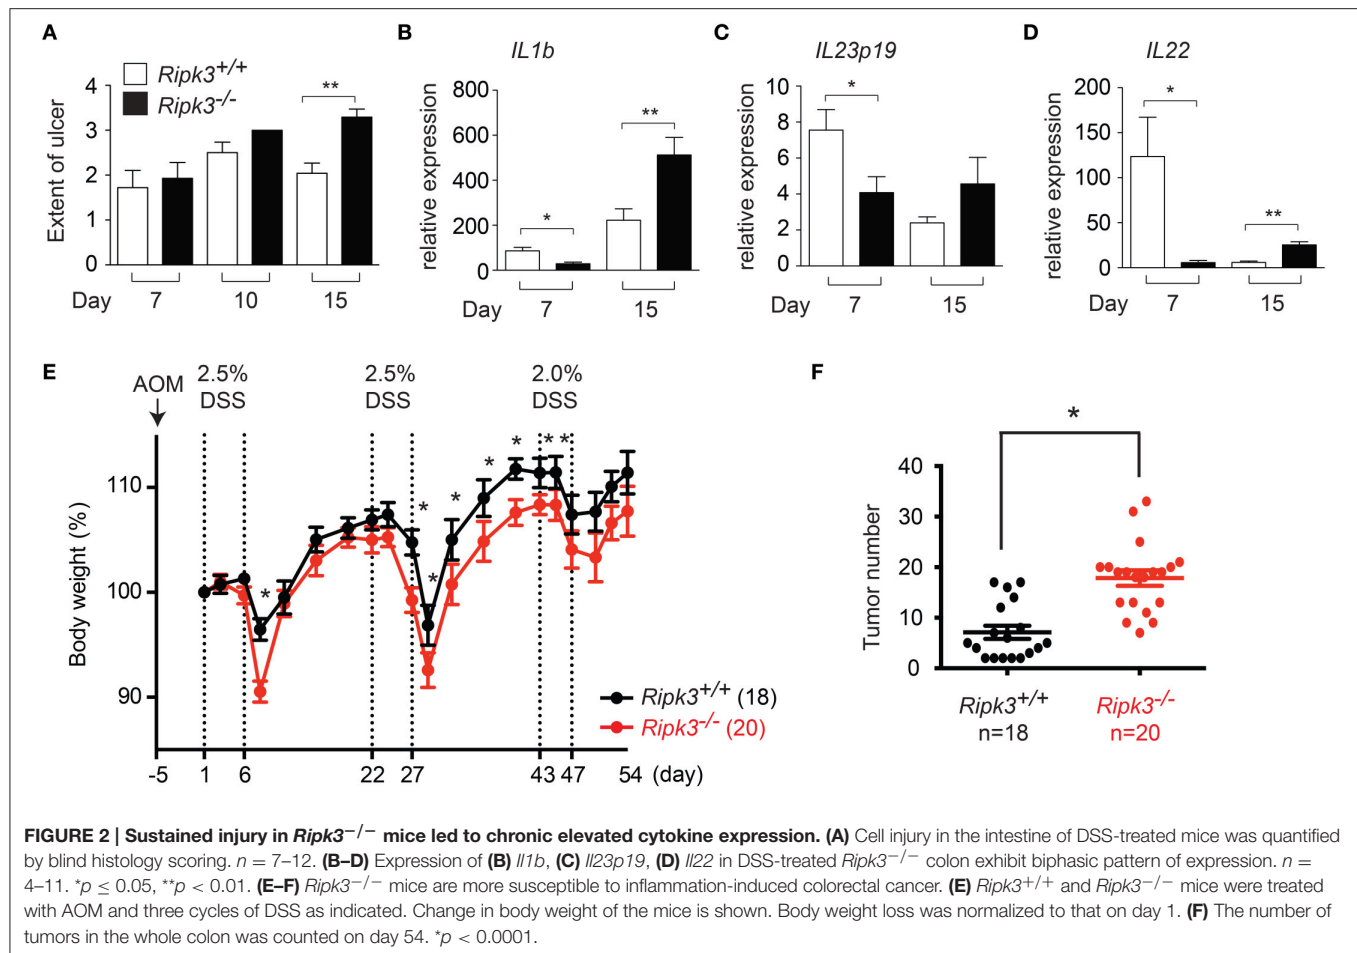 A
B
C
D
IL1b
IL23p19
IL22
Ripk3+/+
Ripk3-/-
Extent of ulcer
4
3
2
1
0
**
Day
7
10
15
relative expression
800
600
400
200
0
*
**
Day
7
15
relative expression
10
8
6
4
2
0
*
Day
7
15
relative expression
200
150
100
50
0
*
**
Day
7
15
E
AOM
2.5%
DSS
2.5%
DSS
2.0%
DSS
Body weight (%)
110
100
90
* * * * * * * *
Ripk3+/+ (18)
Ripk3-/- (20)
-5 1 6 22 27 43 47 54 (day)
F
*
Tumor number
40
30
20
10
0
Ripk3+/+
n=18
Ripk3-/-
n=20
FIGURE 2 | Sustained injury in Ripk3−/− mice led to chronic elevated cytokine expression. (A) Cell injury in the intestine of DSS-treated mice was quantified
by blind histology scoring. n = 7–12. (B–D) Expression of (B) Il1b, (C) Il23p19, (D) Il22 in DSS-treated Ripk3−/− colon exhibit biphasic pattern of expression. n =
4–11. *p ≤ 0.05, **p < 0.01. (E–F) Ripk3−/− mice are more susceptible to inflammation-induced colorectal cancer. (E) Ripk3+/+ and Ripk3−/− mice were treated
with AOM and three cycles of DSS as indicated. Change in body weight of the mice is shown. Body weight loss was normalized to that on day 1. (F) The number of
tumors in the whole colon was counted on day 54. *p < 0.0001.